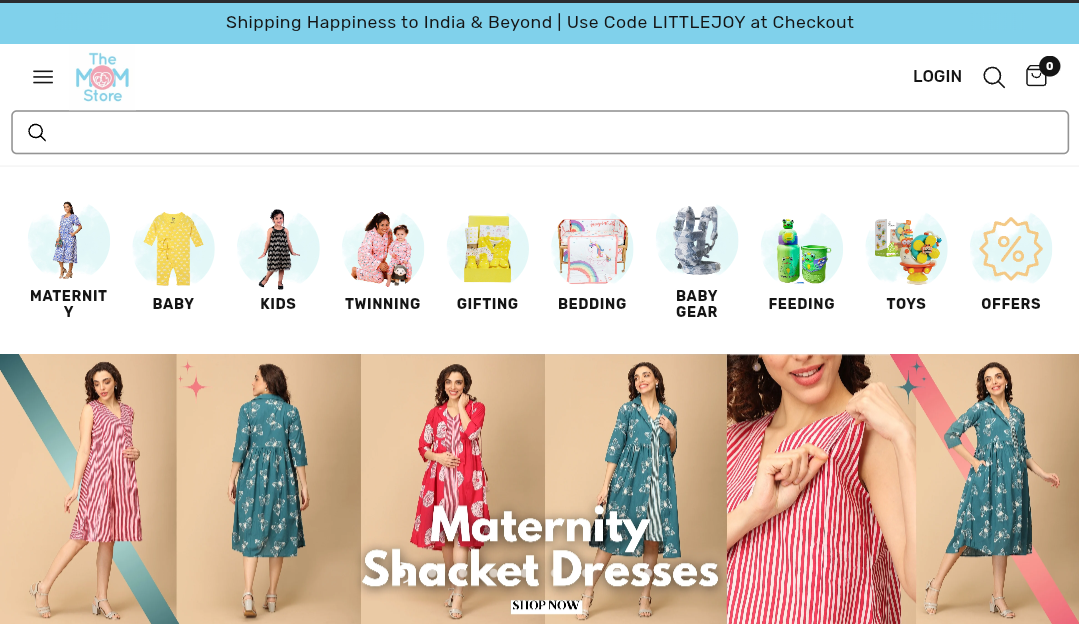 Shipping Happiness to India & Beyond | Use Code LITTLEJOY at Checkout
The
MOM
Store
LOGIN
0
MATERNIT
Y
BABY
KIDS
TWINNING
GIFTING
BEDDING
BABY
GEAR
FEEDING
TOYS
OFFERS
Maternity
Shacket Dresses
SHOP NOW